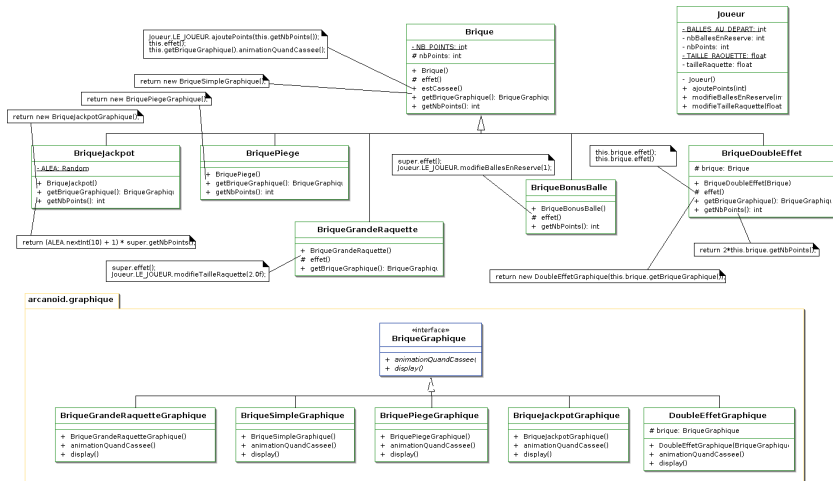 Joueur.LE_JOUEUR.ajoutePoints(this.getNbPoints());
this.effet();
this.getBriqueGraphique().animationQuandCassee();
return new BriqueSimpleGraphique();
return new BriquePiegeGraphique();
return new BriqueJackpotGraphique();
Brique
- NB_POINTS: int
# nbPoints: int
+ Brique()
# effet()
+ estCassee()
+ getBriqueGraphique(): BriqueGraphiqu
+ getNbPoints(): int
Joueur
- BALLES_AU_DEPART: int
- nbBallesEnReserve: int
- nbPoints: int
- TAILLE_RAQUETTE: float
- tailleRaquette: float
- Joueur()
+ ajoutePoints(int)
+ modifieBallesEnReserve(in
+ modifieTailleRaquette(float
BriqueJackpot
- ALEA: Random
+ BriqueJackpot()
+ getBriqueGraphique(): BriqueGraphiqu
+ getNbPoints(): int
BriquePiege
+ BriquePiege()
+ getBriqueGraphique(): BriqueGraphiqu
+ getNbPoints(): int
super.effet();
Joueur.LE_JOUEUR.modifieBallesEnReserve(1);
this.brique.effet();
this.brique.effet()
BriqueBonusBalle
+ BriqueBonusBalle()
# effet()
+ getNbPoints(): int
BriqueDoubleEffet
# brique: Brique
+ BriqueDoubleEffet(Brique)
# effet()
+ getBriqueGraphique(): BriqueGraphiqu
+ getNbPoints(): int
return (ALEA.nextInt(10) + 1) * super.getNbPoints();
BriqueGrandeRaquette
+ BriqueGrandeRaquette()
# effet()
+ getBriqueGraphique(): BriqueGraphiqu
super.effet();
Joueur.LE_JOUEUR.modifieTailleRaquette(2.0f);
return 2*this.brique.getNbPoints();
return new DoubleEffetGraphique(this.brique.getBriqueGraphique());
arcanoid.graphique
«interface»
BriqueGraphique
+ animationQuandCassee(
+ display()
BriqueGrandeRaquetteGraphique
+ BriqueGrandeRaquetteGraphique()
+ animationQuandCassee()
+ display()
BriqueSimpleGraphique
+ BriqueSimpleGraphique()
+ animationQuandCassee()
+ display()
BriquePiegeGraphique
+ BriquePiegeGraphique()
+ animationQuandCassee()
+ display()
BriqueJackpotGraphique
+ BriqueJackpotGraphique()
+ animationQuandCassee()
+ display()
DoubleEffetGraphique
# brique: BriqueGraphique
+ DoubleEffetGraphique(BriqueGraphiqu
+ animationQuandCassee()
+ display()